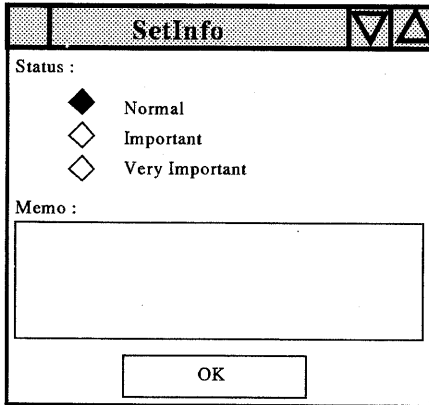 SetInfo
Status :
Normal
Important
Very Important
Memo :
OK